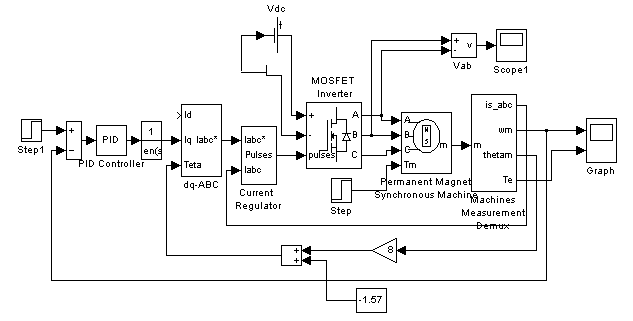 Vdc
+
Vab
+
-
v
Scope1
MOSFET
Inverter
+
-
pulses
A
B
C
A
B
C
Tm
N
S
m
Permanent Magnet
Synchronous Machine
m
is_abc
wm
thetam
Te
Machines
Measurement
Demux
Graph
Step1
+
−
PID
PID Controller
1
en(s
Id
Iq
Teta
Iabc*
dq-ABC
Iabc*
Pulses
Iabc
Current
Regulator
Step
8
+
+
-1.57